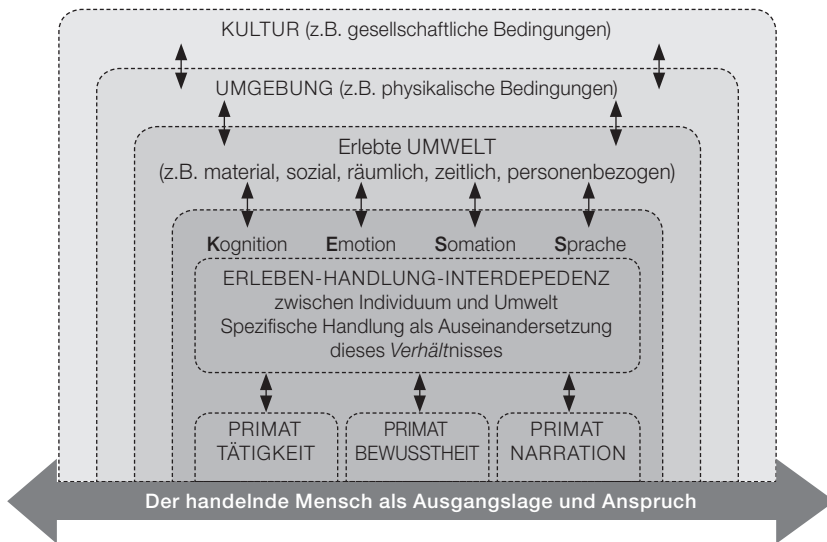 KULTUR (z.B. gesellschaftliche Bedingungen)
UMGEBUNG (z.B. physikalische Bedingungen)
Erlebte UMWELT
(z.B. material, sozial, räumlich, zeitlich, personenbezogen)
Kognition Emotion Somation Sprache
ERLEBEN-HANDLUNG-INTERDEPEDENZ
zwischen Individuum und Umwelt
Spezifische Handlung als Auseinandersetzung
dieses Verhältnisses
PRIMAT PRIMAT PRIMAT
TÄTIGKEIT BEWUSSTHEIT NARRATION
Der handelnde Mensch als Ausgangslage und Anspruch